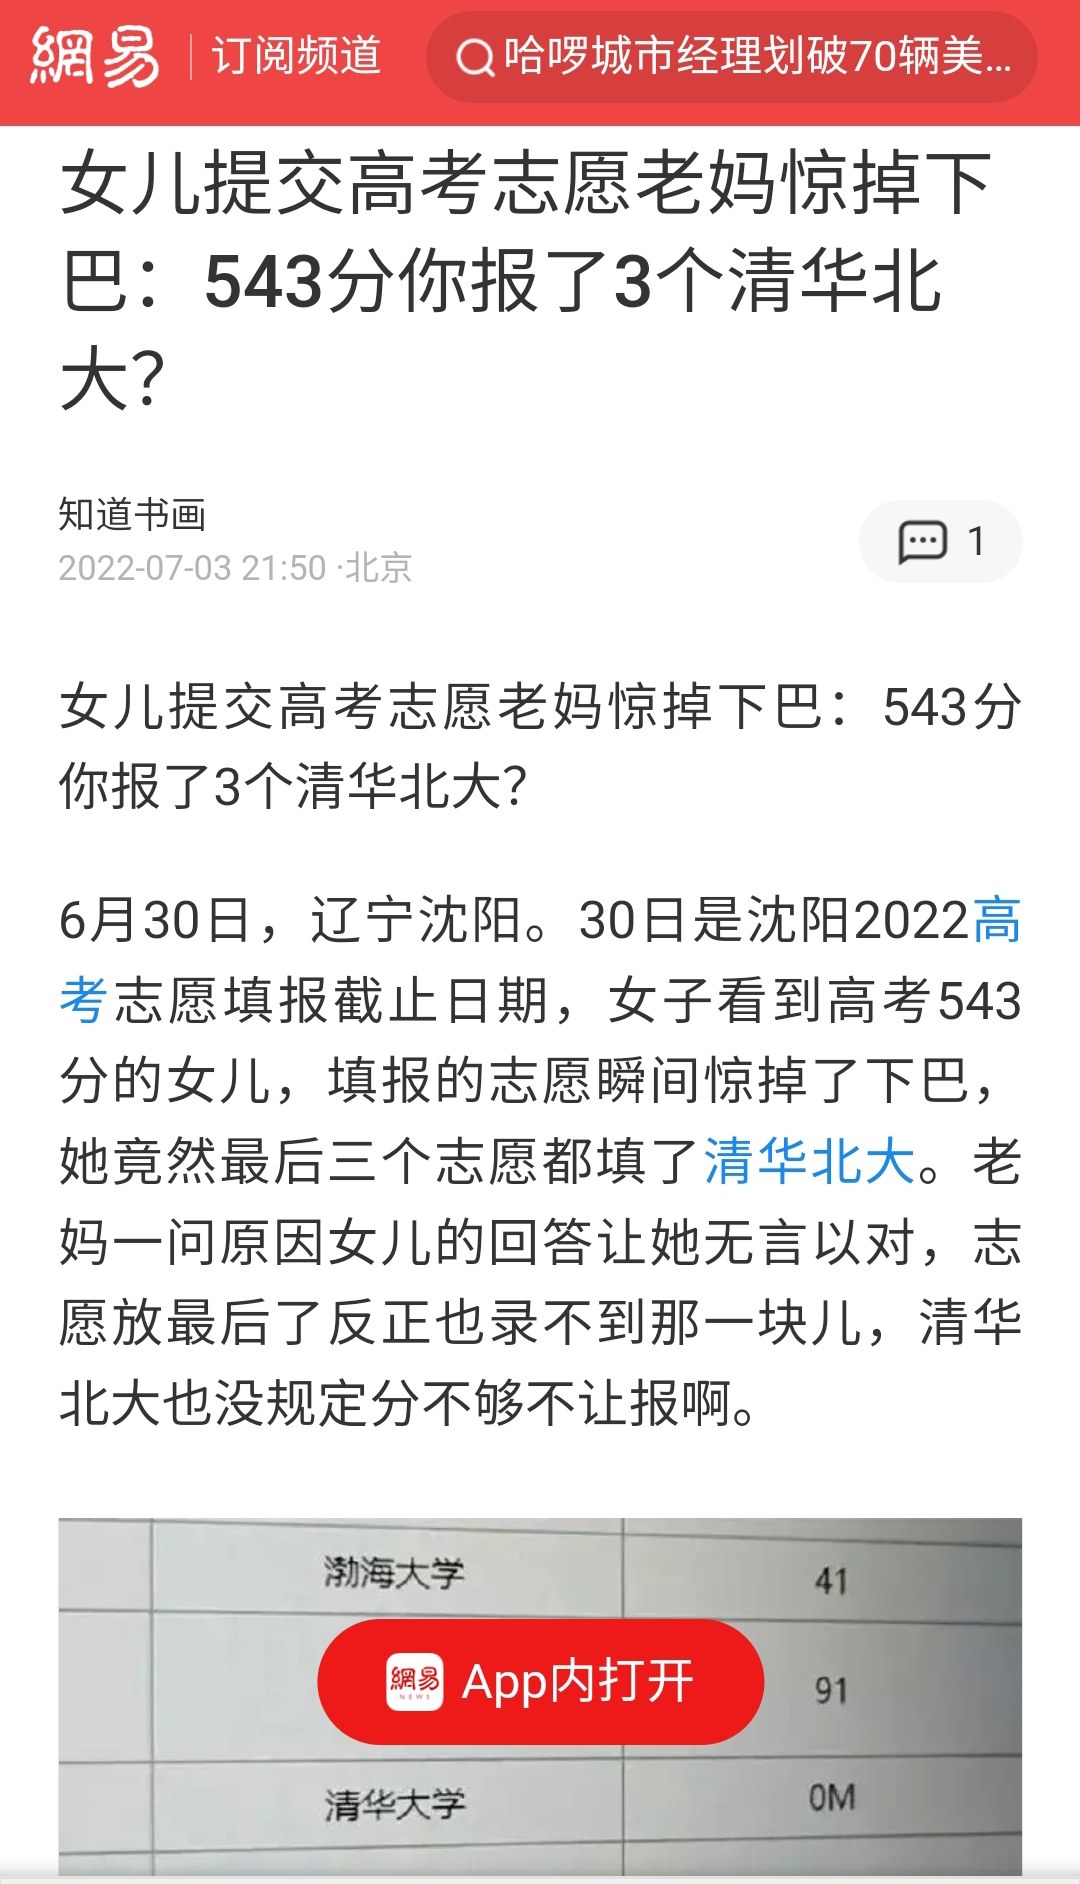 網易 订阅频道 哈啰城市经理划破70辆美...
女儿提交高考志愿老妈惊掉下
巴：543分你报了3个清华北
大？
知道书画
2022-07-03 21:50 ·北京
1
女儿提交高考志愿老妈惊掉下巴：543分
你报了3个清华北大？
6月30日，辽宁沈阳。30日是沈阳2022高
考志愿填报截止日期，女子看到高考543
分的女儿，填报的志愿瞬间惊掉了下巴，
她竟然最后三个志愿都填了清华北大。老
妈一问原因女儿的回答让她无言以对，志
愿放最后了反正也录不到那一块儿，清华
北大也没规定分不够不让报啊。
渤海大学 41
網易 NEWS App内打开
91
清华大学 0M